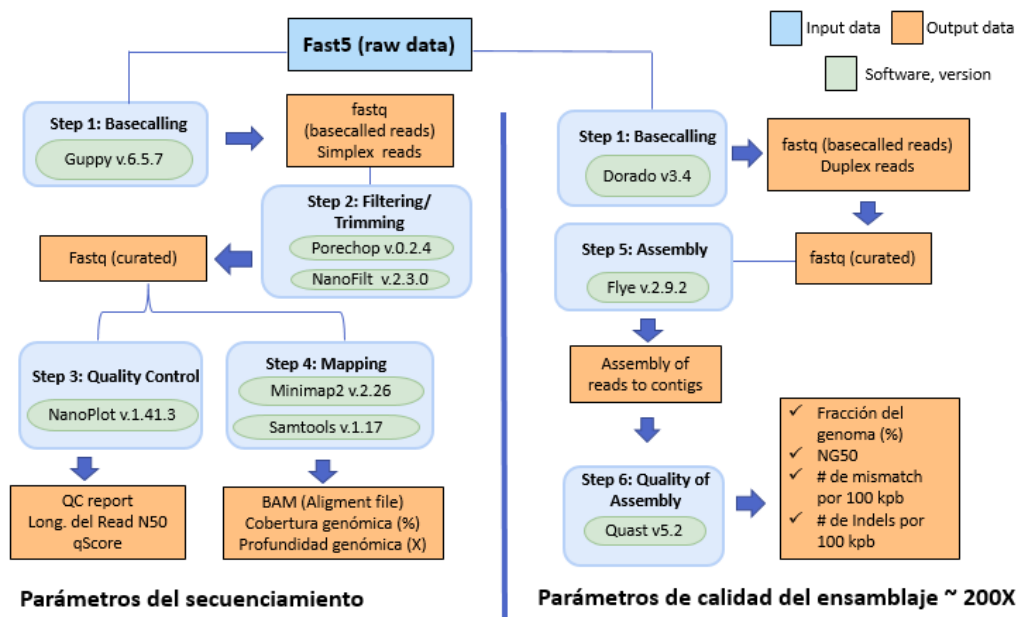 Fast5 (raw data)
Input data
Output data
Software, version
Step 1: Basecalling
Guppy v.6.5.7
fastq
(basecalled reads)
Simplex reads
Step 2: Filtering/
Trimming
Porechop v.0.2.4
NanoFilt v.2.3.0
Fastq (curated)
Step 3: Quality Control
NanoPlot v.1.41.3
Step 4: Mapping
Minimap2 v.2.26
Samtools v.1.17
QC report
Long. del Read N50
qScore
BAM (Aligment file)
Cobertura genómica (%)
Profundidad genómica (X)
Parámetros del secuenciamiento
Step 1: Basecalling
Dorado v3.4
fastq (basecalled reads)
Duplex reads
fastq (curated)
Step 5: Assembly
Flye v.2.9.2
Assembly of
reads to contigs
Step 6: Quality of
Assembly
Quast v5.2
✓ Fracción del
genoma (%)
✓ NG50
✓ # de mismatch
por 100 kpb
✓ # de Indels por
100 kpb
Parámetros de calidad del ensamblaje ~ 200X